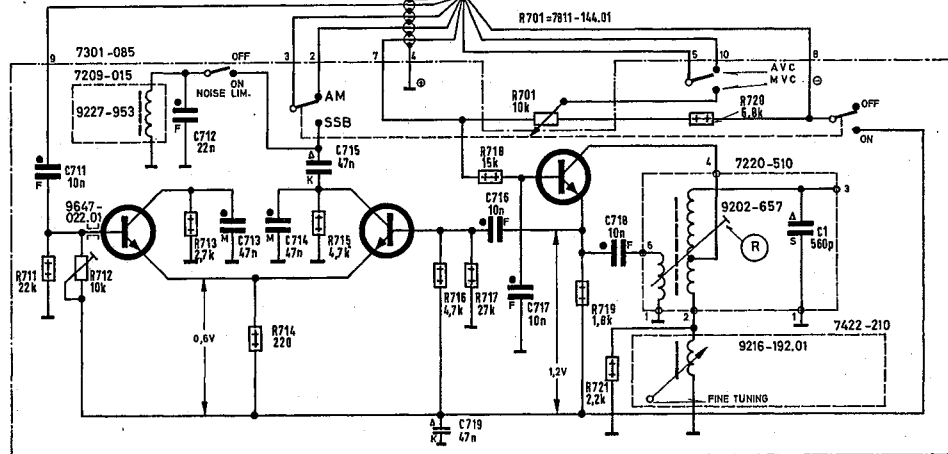 R701=7811-144.01
9
7301-085
3
2
7
4
5
10
8
7209-015
OFF
ON
NOISE LIM.
AM
AVC
MVC
9227-953
C712
22n
F
SSB
R701
10k
R720
6.8k
OFF
ON
C715
47n
K
R718
15k
4
7220-510
C711
10n
F
9647-
022.01
C716
10n
F
9202-657
3
C718
10n
F
6
R
C1
560p
S
R713
2,7k
C713
47n
M
C714
47n
M
R715
4,7k
R711
22k
R712
10k
R716
4,7k
R717
27k
C717
10n
F
R719
1,8k
1
2
1
7422-210
0,6V
R714
220
1,2V
9216-192.01
R721
2,2k
FINE TUNING
C719
47n
K